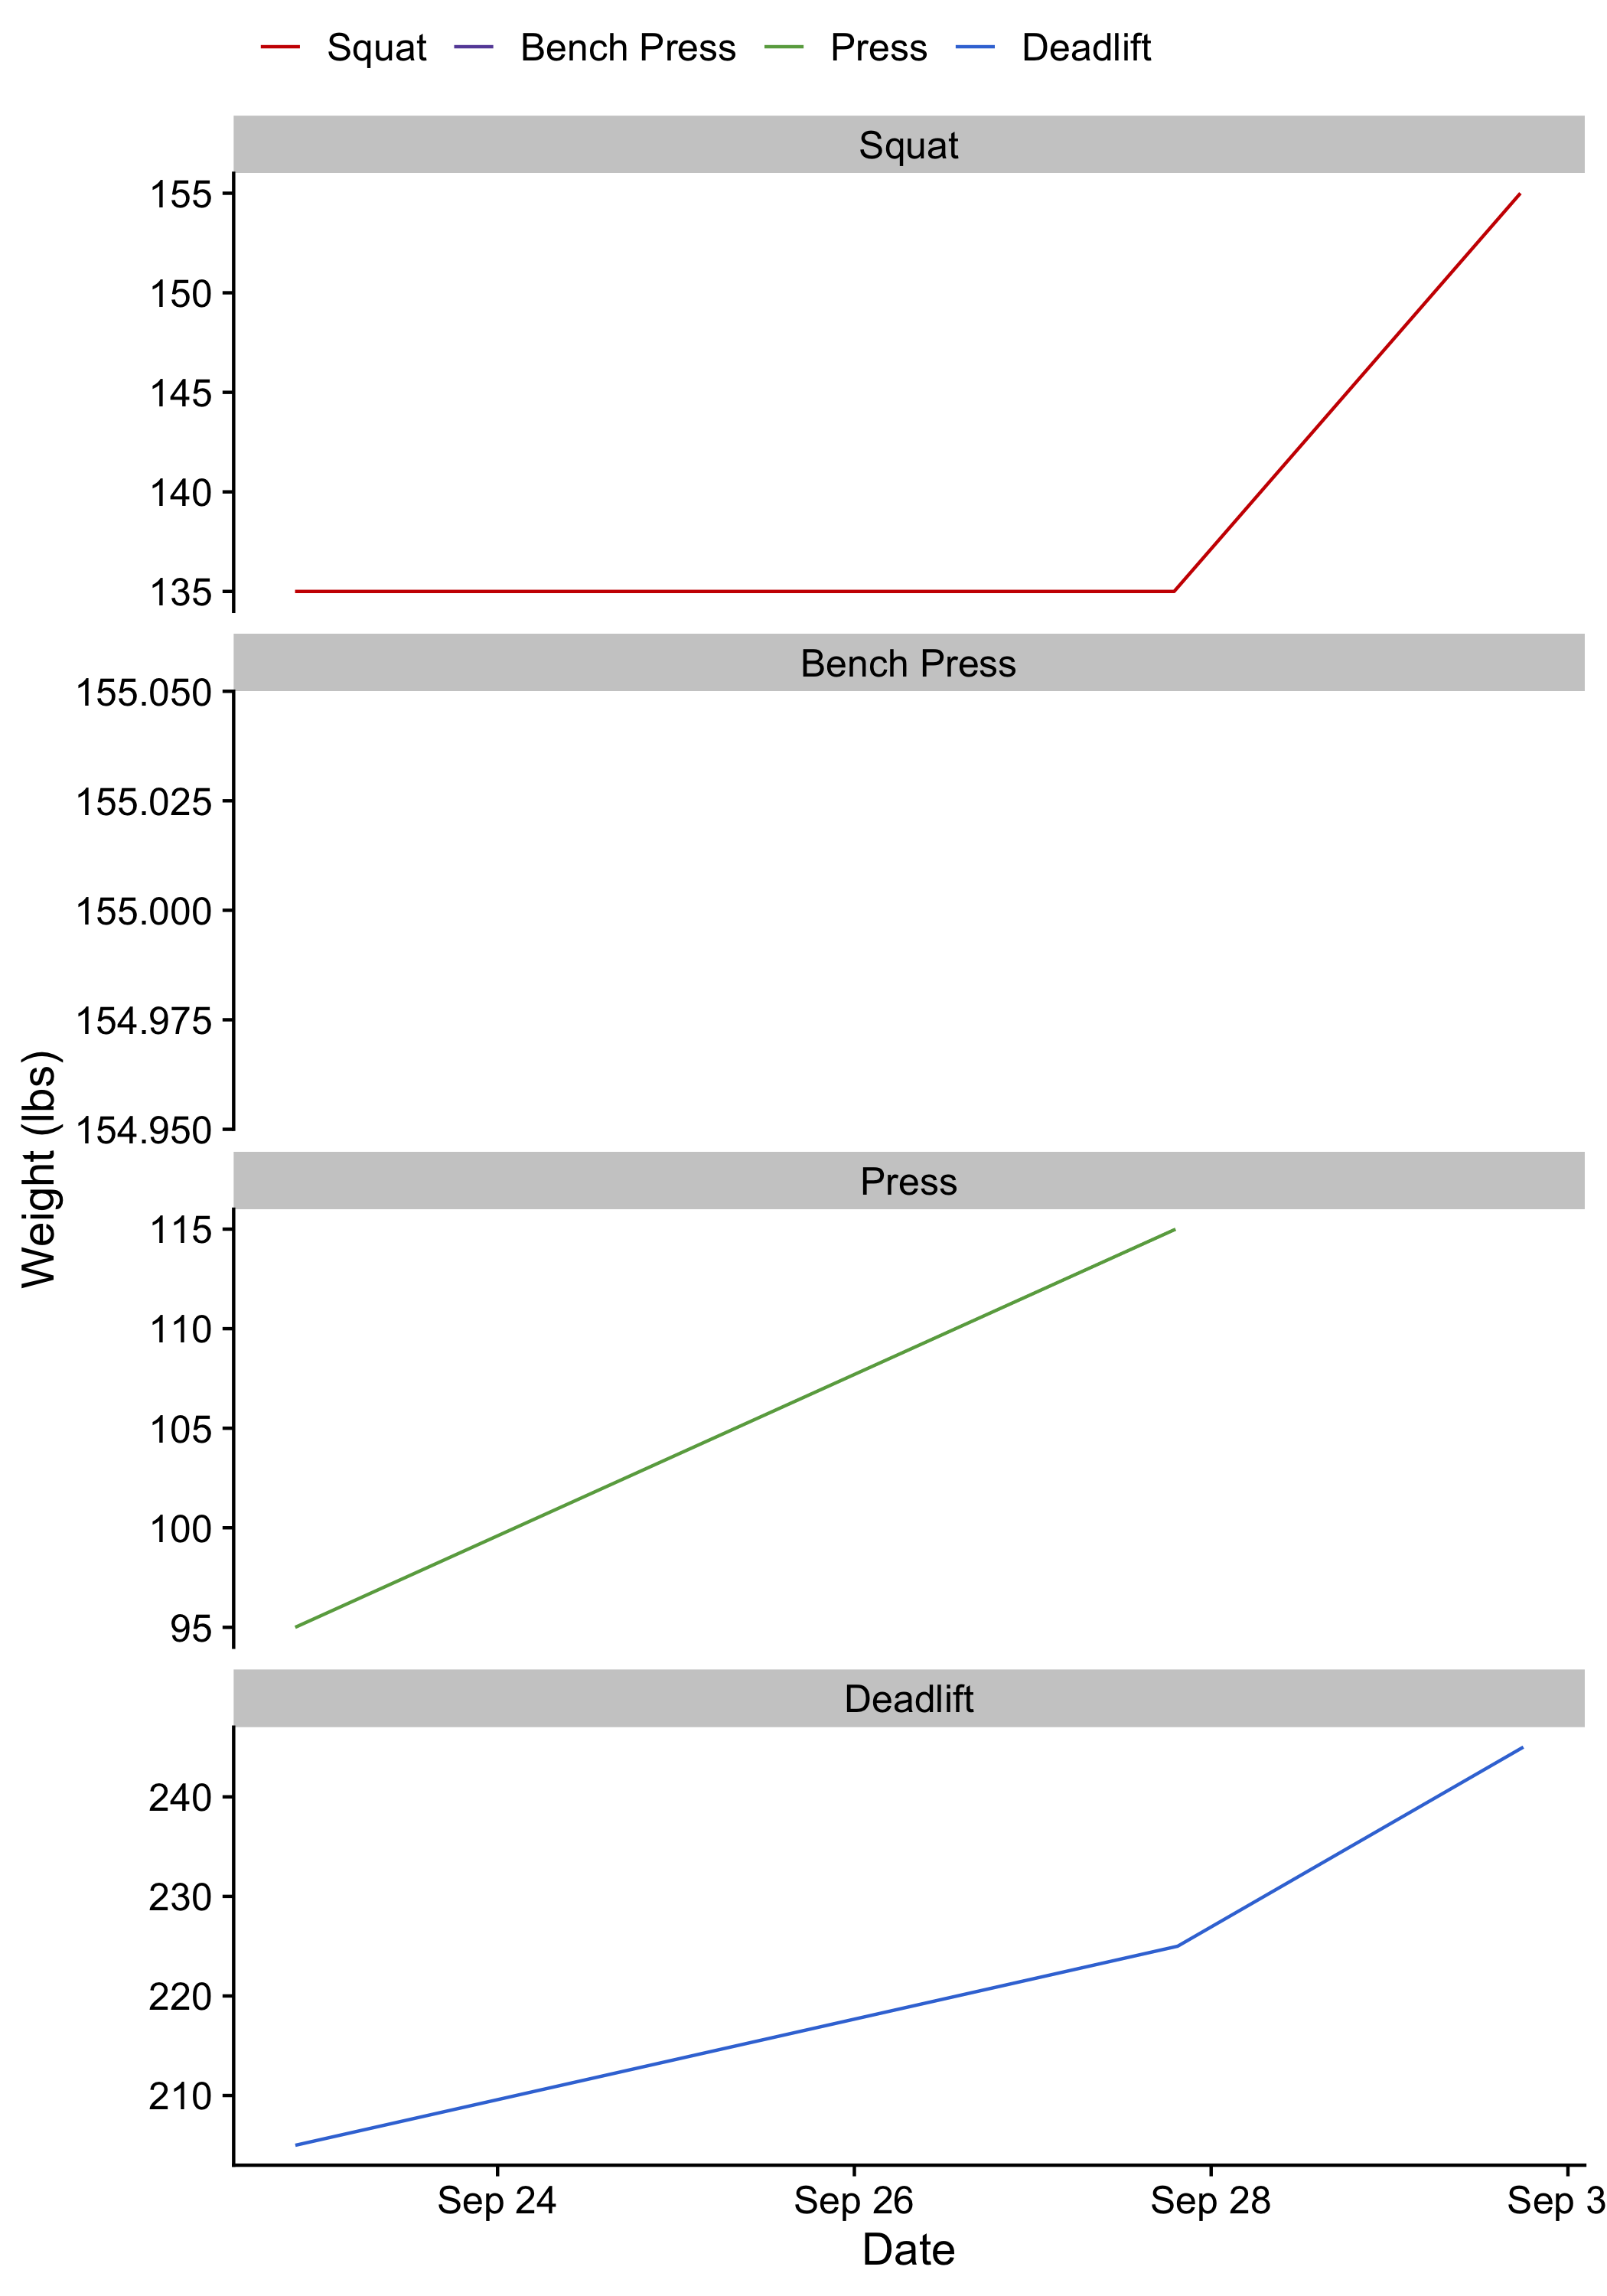 Squat Bench Press Press Deadlift
Squat
155
150
145
140
135
Bench Press
155.050
155.025
155.000
154.975
154.950
Press
115
110
105
100
95
Deadlift
240
230
220
210
Weight (lbs)
Sep 24 Sep 26 Sep 28 Sep 3
Date